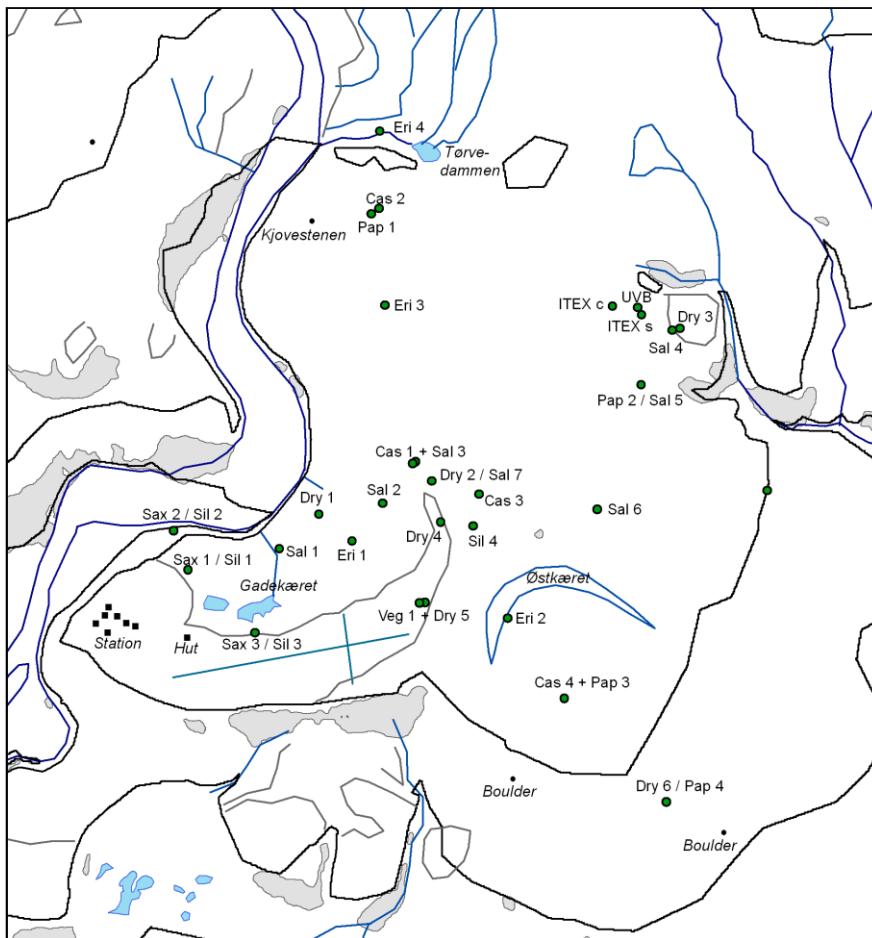 Eri 4
Tørve-
dammen
Cas 2
Pap 1
Kjovestenen
Eri 3
ITEX c
UVB
ITEX s
Dry 3
Sal 4
Pap 2 / Sal 5
Cas 1 + Sal 3
Dry 2 / Sal 7
Cas 3
Sal 2
Dry 1
Sal 6
Sax 2 / Sil 2
Dry 4
Sil 4
Eri 1
Sal 1
Sax 1 / Sil 1
Gadekæret
Østkæret
Veg 1 + Dry 5
Eri 2
Station
Hut
Sax 3 / Sil 3
Cas 4 + Pap 3
Boulder
Dry 6 / Pap 4
Boulder